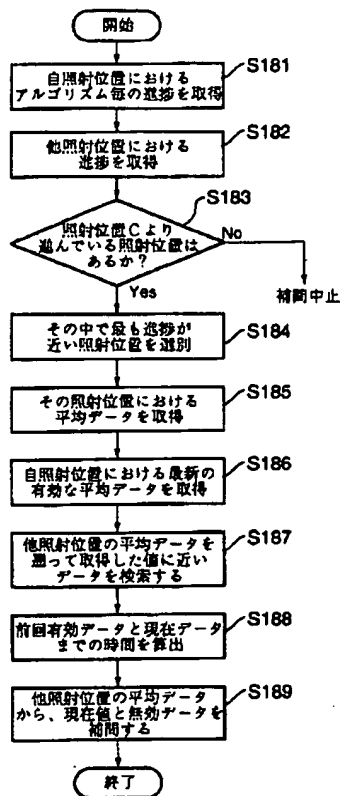 開始
自照射位置における
アルゴリズム毎の進捗を取得
S181
他照射位置における
進捗を取得
S182
照射位置Cより
進んでいる照射位置は
あるか?
S183
No
補間中止
Yes
その中で最も進捗が
近い照射位置を選別
S184
その照射位置における
平均データを取得
S185
自照射位置における最新の
有効な平均データを取得
S186
他照射位置の平均データを
遡って取得した値に近い
データを検索する
S187
前回有効データと現在データ
までの時間を算出
S188
他照射位置の平均データ
から、現在値と無効データを
補間する
S189
終了